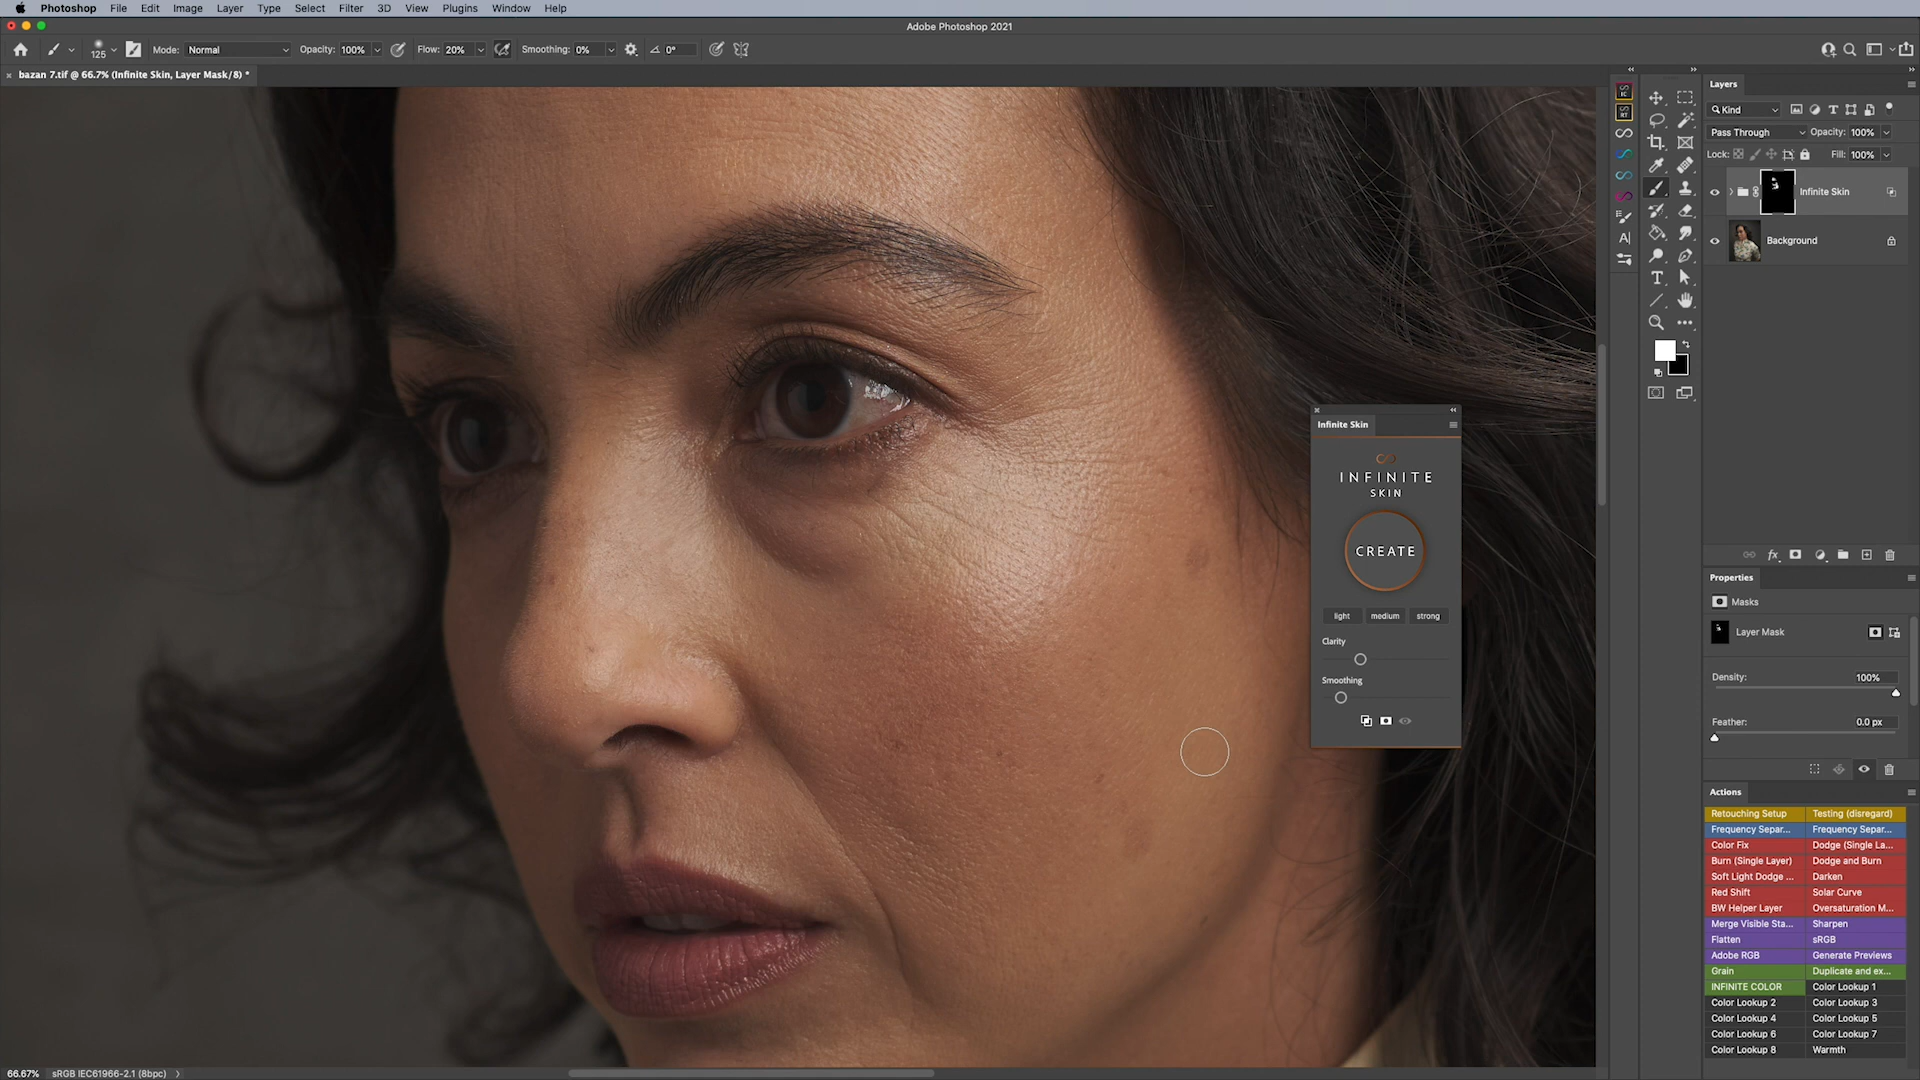 Photoshop File Edit Image Layer Type Select Filter 3D View Plugins Window Help
Adobe Photoshop 2021
125 Mode: Normal Opacity: 100% Flow: 20% Smoothing: 0% 0°
bazan 7.tif @ 66.7% (Infinite Skin, Layer Mask/8) *
Layers
Kind
Pass Through Opacity: 100%
Lock: Fill: 100%
Infinite Skin
Background
Infinite Skin
INFINITE
SKIN
CREATE
light medium strong
Clarity
Smoothing
Properties
Masks
Layer Mask
Density: 100%
Feather: 0.0 px
Actions
Retouching Setup Testing (disregard)
Frequency Separ... Frequency Separ...
Color Fix Dodge (Single La...
Burn (Single Layer) Dodge and Burn
Soft Light Dodge ... Darken
Red Shift Solar Curve
BW Helper Layer Oversaturation M...
Merge Visible Sta... Sharpen
Flatten sRGB
Adobe RGB Generate Previews
Grain Duplicate and ex...
INFINITE COLOR Color Lookup 1
Color Lookup 2 Color Lookup 3
Color Lookup 4 Color Lookup 5
Color Lookup 6 Color Lookup 7
Color Lookup 8 Warmth
66.67% sRGB IEC61966-2.1 (8bpc)